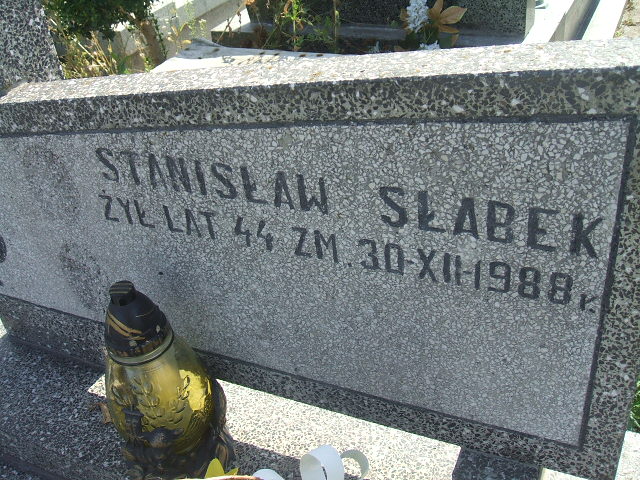 STANISŁAW SŁABEK
ŻYŁ LAT 44 ZM. 30-XII-1988 r.